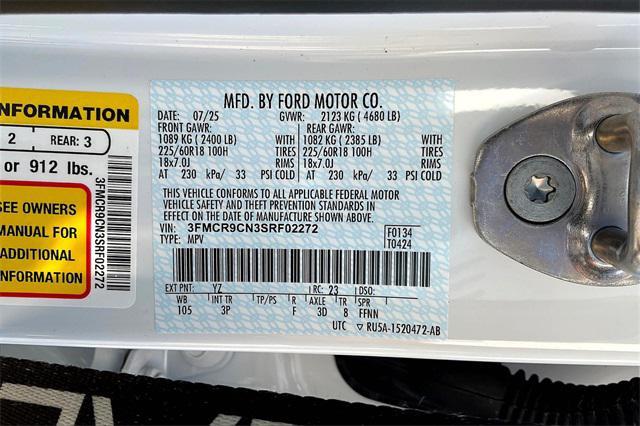 NFORMATION
2 REAR: 3
or 912 lbs.
SEE OWNERS
MANUAL FOR
ADDITIONAL
INFORMATION
3FMCR9CN3SRF02272
MFD. BY FORD MOTOR CO.
DATE: 07/25 GVWR: 2123 KG ( 4680 LB)
FRONT GAWR: REAR GAWR:
1089 KG ( 2400 LB) WITH 1082 KG ( 2385 LB) WITH
225/60R18 100H TIRES 225/60R18 100H TIRES
18x7.0J RIMS 18x7.0J RIMS
AT 230 kPa/ 33 PSI COLD AT 230 kPa/ 33 PSI COLD
THIS VEHICLE CONFORMS TO ALL APPLICABLE FEDERAL MOTOR
VEHICLE SAFETY AND THEFT PREVENTION STANDARDS IN
EFFECT ON THE DATE OF MANUFACTURE SHOWN ABOVE.
VIN: 3FMCR9CN3SRF02272 F0134
TYPE: MPV T0424
EXT PNT: YZ RC: 23 DSO:
WB INT TR TP/PS R AXLE TR SPR
105 3P F 3D 8 FFNN
UTC RU5A-1520472-AB